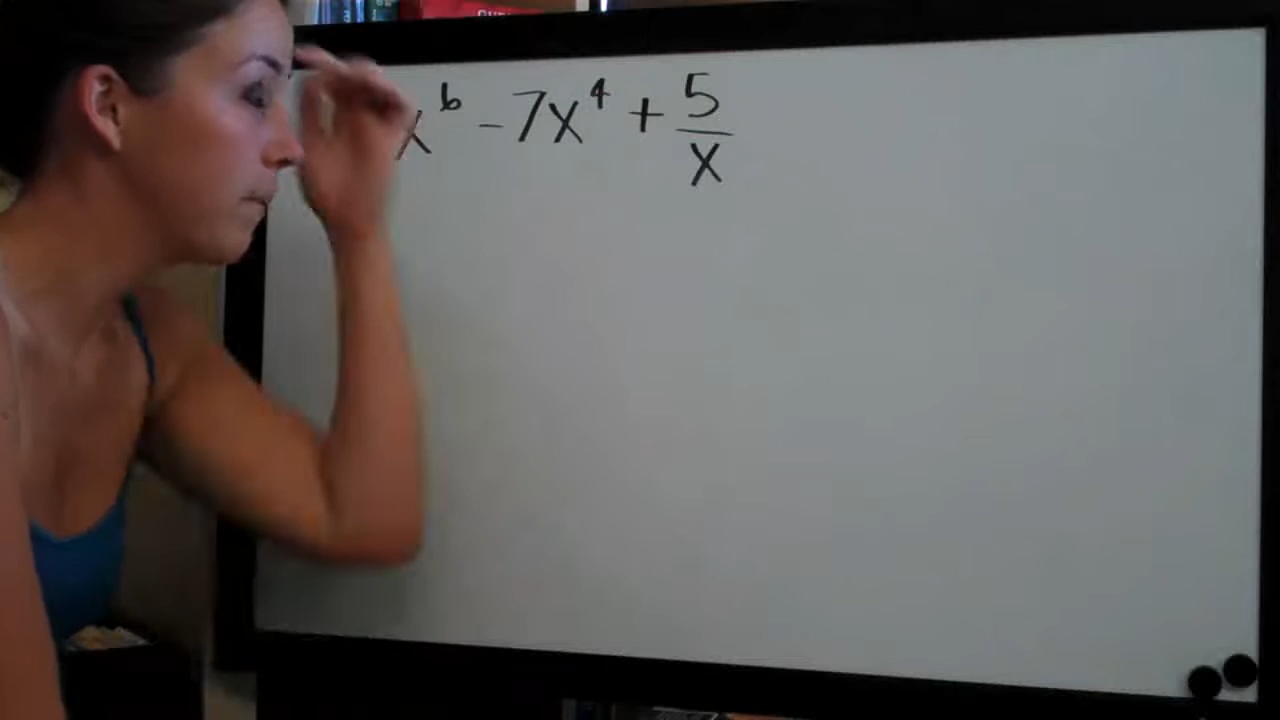 x⁶ - 7x⁴ + 5/x